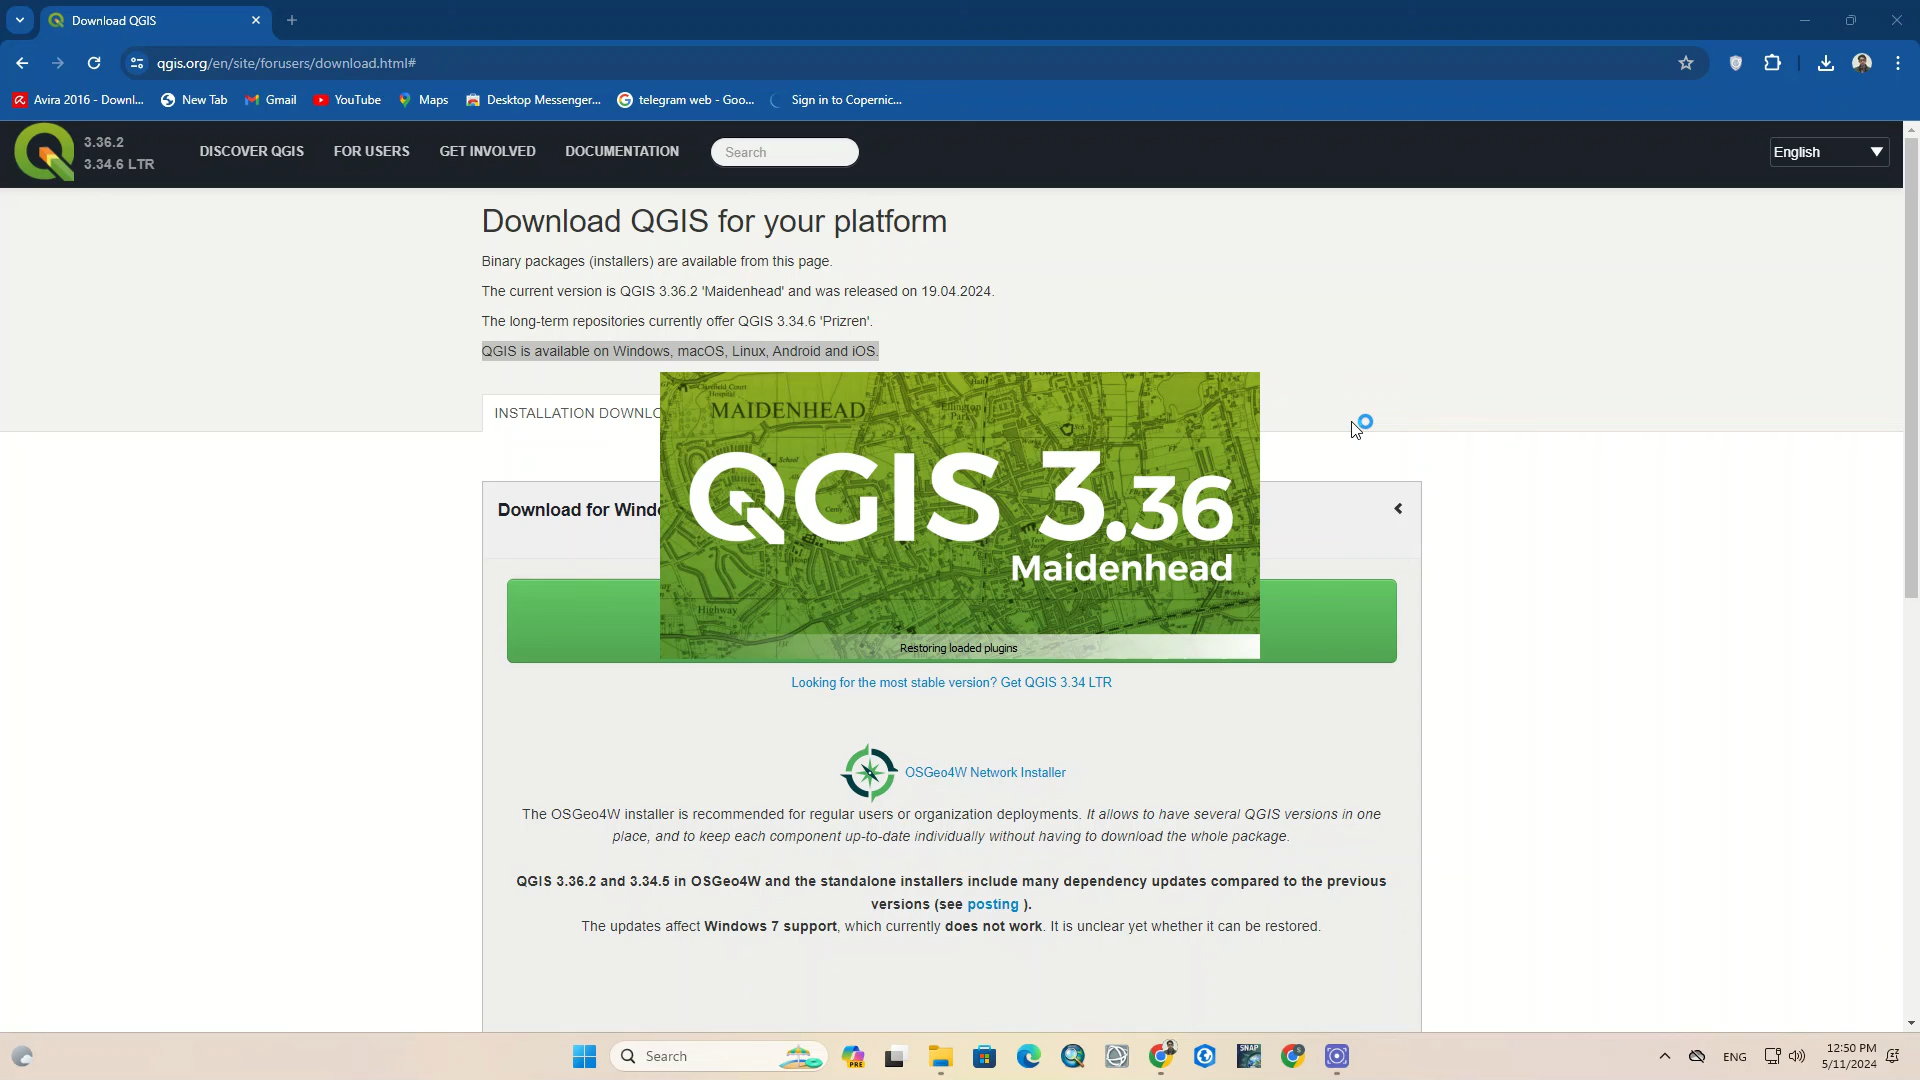 Download QGIS
qgis.org/en/site/forusers/download.html#
Avira 2016 - Downl...
New Tab
Gmail
YouTube
Maps
Desktop Messenger...
telegram web - Goo...
Sign in to Copernic...
3.36.2
3.34.6 LTR
DISCOVER QGIS
FOR USERS
GET INVOLVED
DOCUMENTATION
Search
English
Download QGIS for your platform
Binary packages (installers) are available from this page.
The current version is QGIS 3.36.2 'Maidenhead' and was released on 19.04.2024.
The long-term repositories currently offer QGIS 3.34.6 'Prizren'.
QGIS is available on Windows, macOS, Linux, Android and iOS.
INSTALLATION DOWNLO
MAIDENHEAD
QGIS 3.36
Maidenhead
Highway
Restoring loaded plugins
Download for Windo
Looking for the most stable version? Get QGIS 3.34 LTR
OSGeo4W Network Installer
The OSGeo4W installer is recommended for regular users or organization deployments. It allows to have several QGIS versions in one
place, and to keep each component up-to-date individually without having to download the whole package.
QGIS 3.36.2 and 3.34.5 in OSGeo4W and the standalone installers include many dependency updates compared to the previous
versions (see posting ).
The updates affect Windows 7 support, which currently does not work. It is unclear yet whether it can be restored.
Search
PRE
SNAP
S
ENG
12:50 PM
5/11/2024